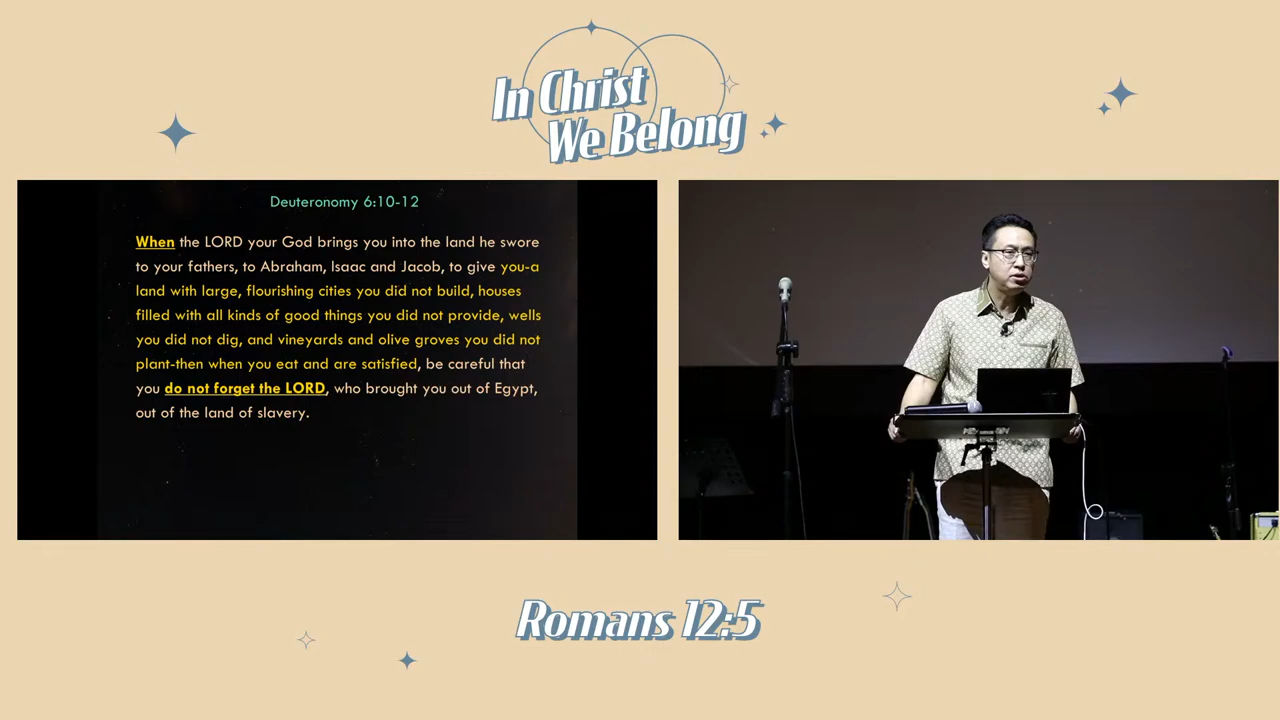 In Christ
We Belong
Deuteronomy 6:10-12
When the LORD your God brings you into the land he swore
to your fathers, to Abraham, Isaac and Jacob, to give you-a
land with large, flourishing cities you did not build, houses
filled with all kinds of good things you did not provide, wells
you did not dig, and vineyards and olive groves you did not
plant-then when you eat and are satisfied, be careful that
you do not forget the LORD, who brought you out of Egypt,
out of the land of slavery.
Romans 12:5